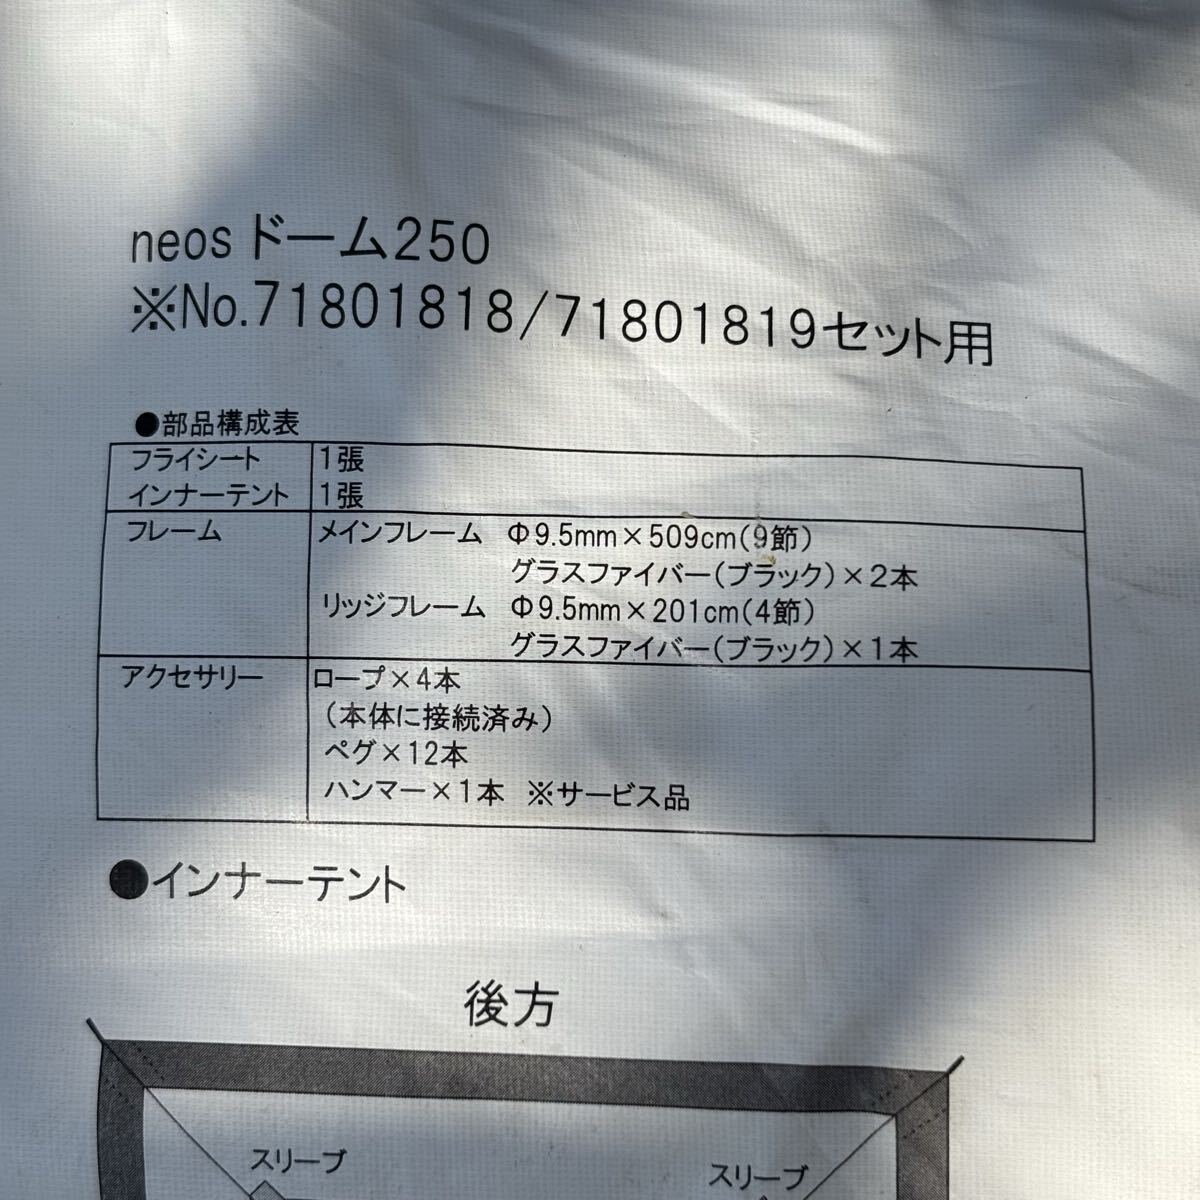 neos ドーム250
※No.71801818/71801819セット用
●部品構成表
フライシート 1張
インナーテント 1張
フレーム メインフレーム Φ9.5mm×509cm(9節)
グラスファイバー(ブラック)×2本
リッジフレーム Φ9.5mm×201cm(4節)
グラスファイバー(ブラック)×1本
アクセサリー ロープ×4本
(本体に接続済み)
ペグ×12本
ハンマー×1本 ※サービス品
●インナーテント
後方
スリーブ
スリーブ